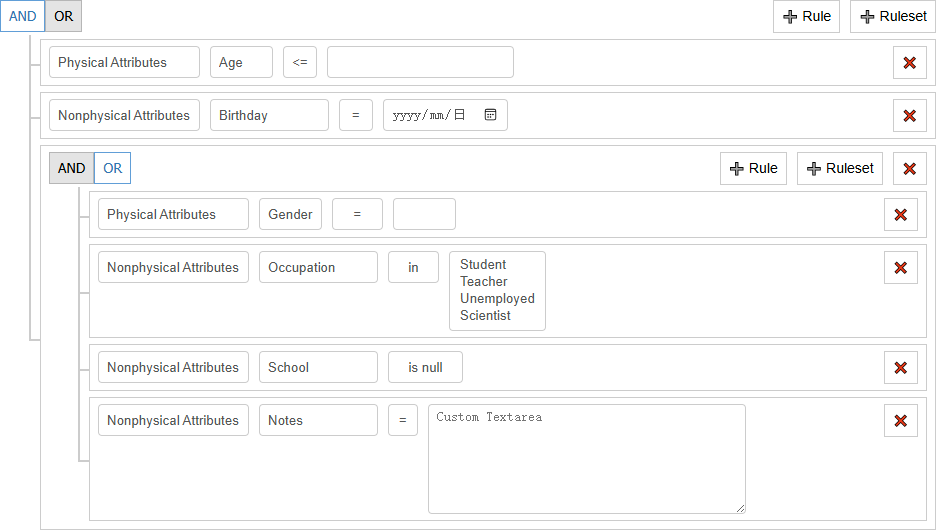 AND OR Rule Ruleset
Physical Attributes Age <=
Nonphysical Attributes Birthday = yyyy/mm/日
AND OR Rule Ruleset
Physical Attributes Gender =
Nonphysical Attributes Occupation in Student
Teacher
Unemployed
Scientist
Nonphysical Attributes School is null
Nonphysical Attributes Notes = Custom Textarea